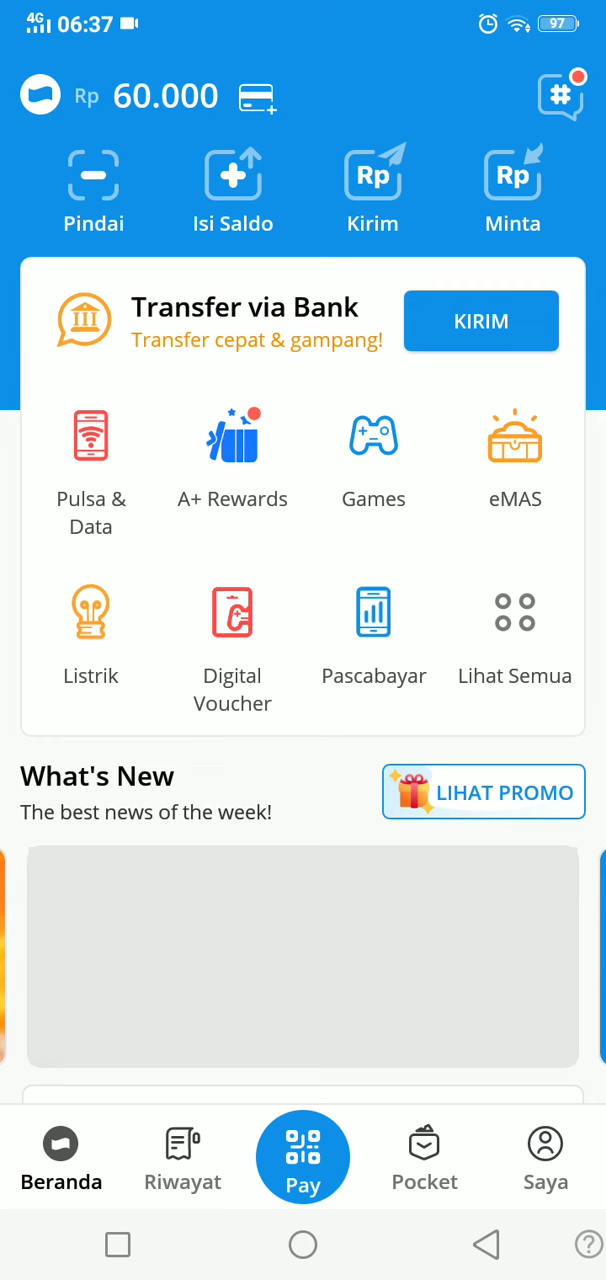 4G 06:37 97
Rp 60.000
#
Rp Rp
Pindai Isi Saldo Kirim Minta
Transfer via Bank
Transfer cepat & gampang!
KIRIM
Pulsa & Data
A+ Rewards
Games
eMAS
Listrik
Digital Voucher
Pascabayar
Lihat Semua
What's New
The best news of the week!
LIHAT PROMO
Beranda Riwayat Pay Pocket Saya
?